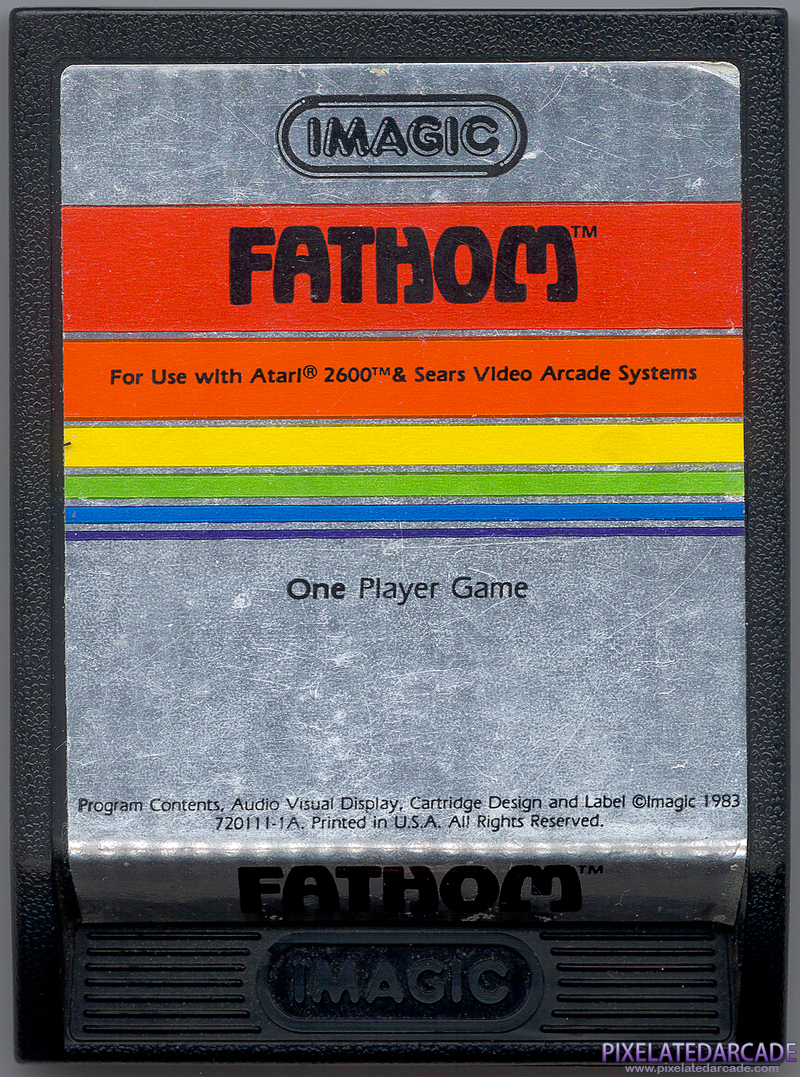 IMAGIC
FATHOM™
For Use with Atari® 2600™ & Sears Video Arcade Systems
One Player Game
Program Contents, Audio Visual Display, Cartridge Design and Label ©Imagic 1983
720111-1A. Printed in U.S.A. All Rights Reserved.
FATHOM™
IMAGIC
PIXELATEDARCADE
www.pixelatedarcade.com